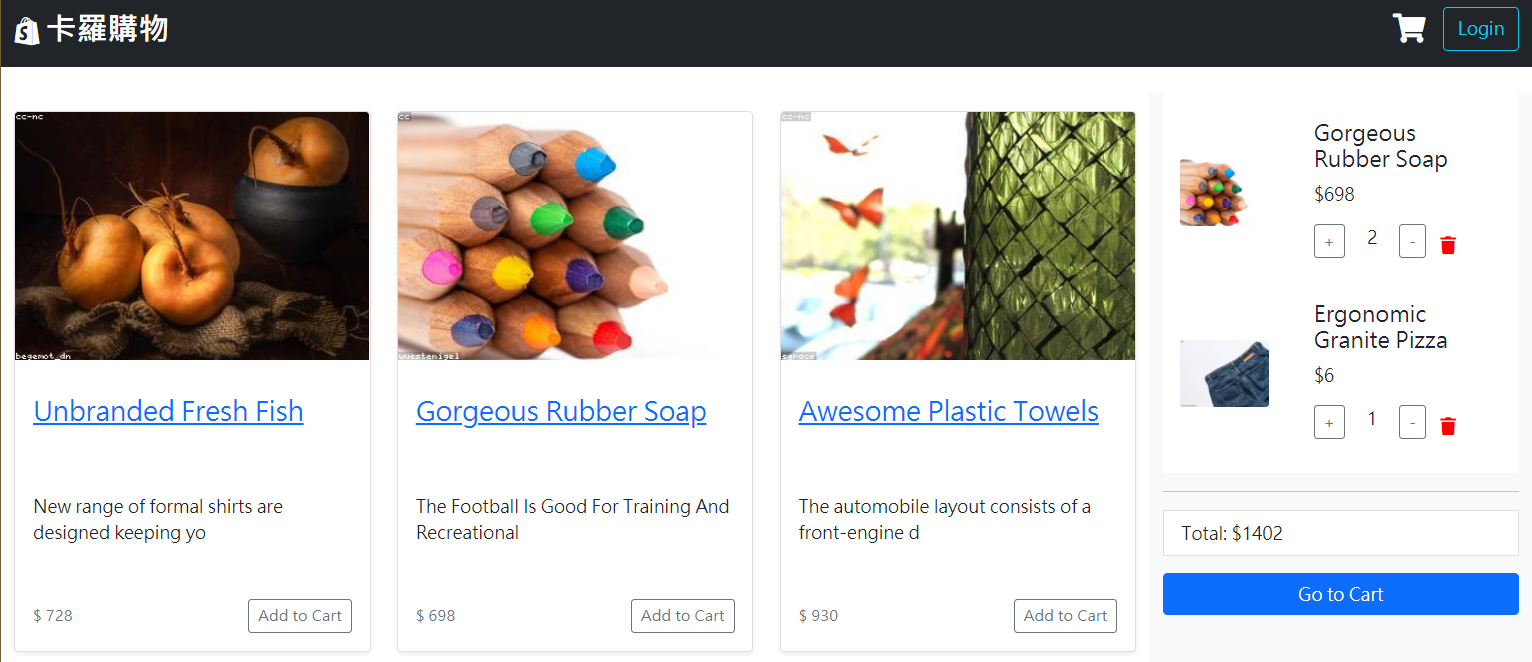 卡羅購物
Login
cc-nc
begemot_dn
Unbranded Fresh Fish
New range of formal shirts are
designed keeping yo
$ 728
Add to Cart
cc
wuestenigel
Gorgeous Rubber Soap
The Football Is Good For Training And
Recreational
$ 698
Add to Cart
cc-nc
sgrace
Awesome Plastic Towels
The automobile layout consists of a
front-engine d
$ 930
Add to Cart
Gorgeous
Rubber Soap
$698
+ 2 -
Ergonomic
Granite Pizza
$6
+ 1 -
Total: $1402
Go to Cart